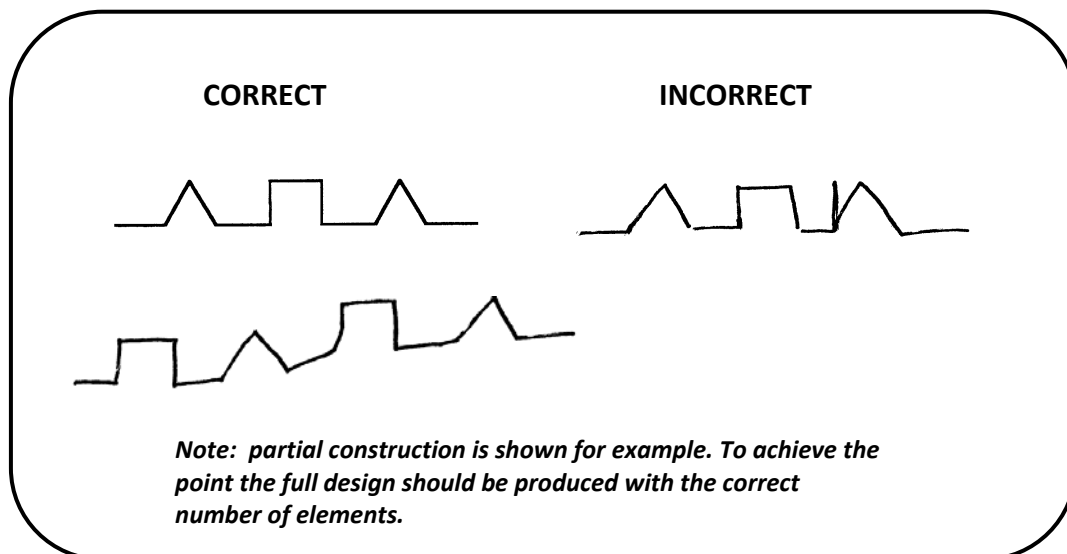 CORRECT
INCORRECT
Note:  partial construction is shown for example. To achieve the
point the full design should be produced with the correct
number of elements.